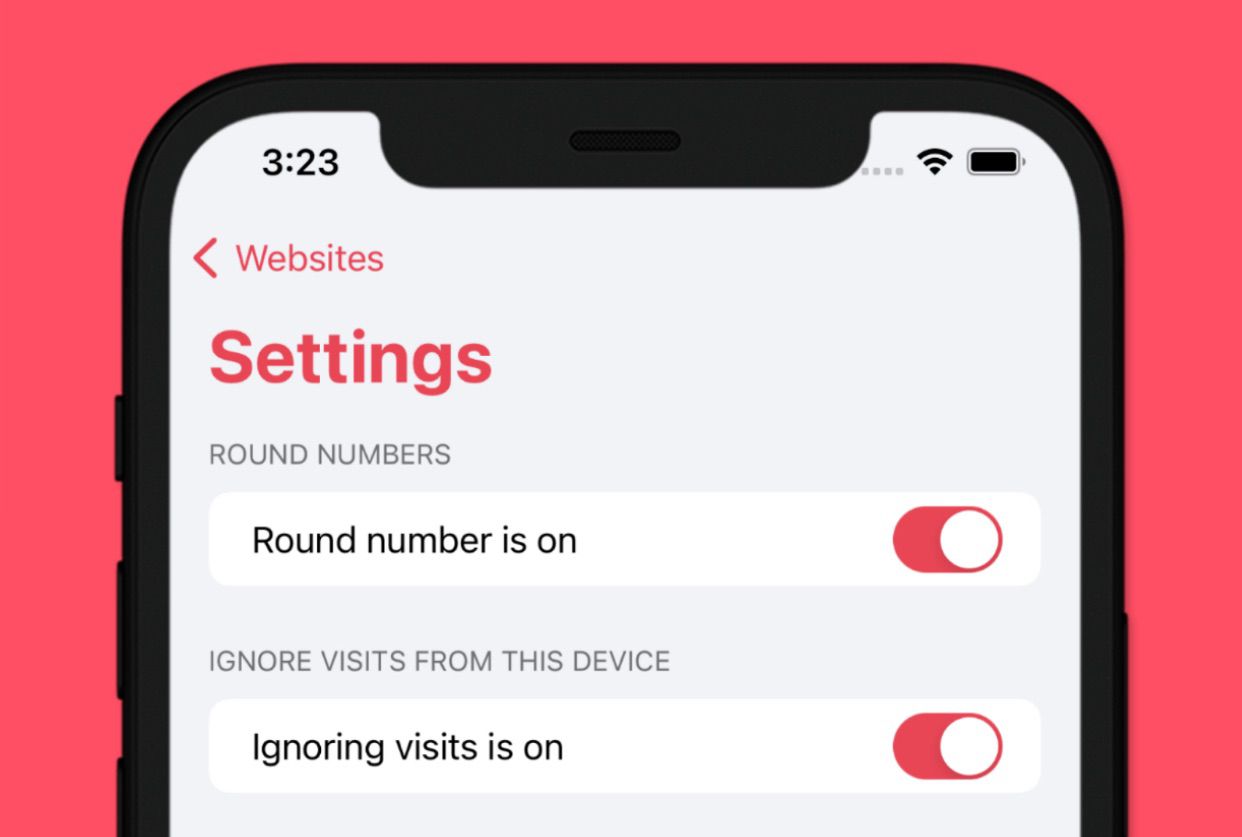 3:23
Websites
Settings
ROUND NUMBERS
Round number is on
IGNORE VISITS FROM THIS DEVICE
Ignoring visits is on